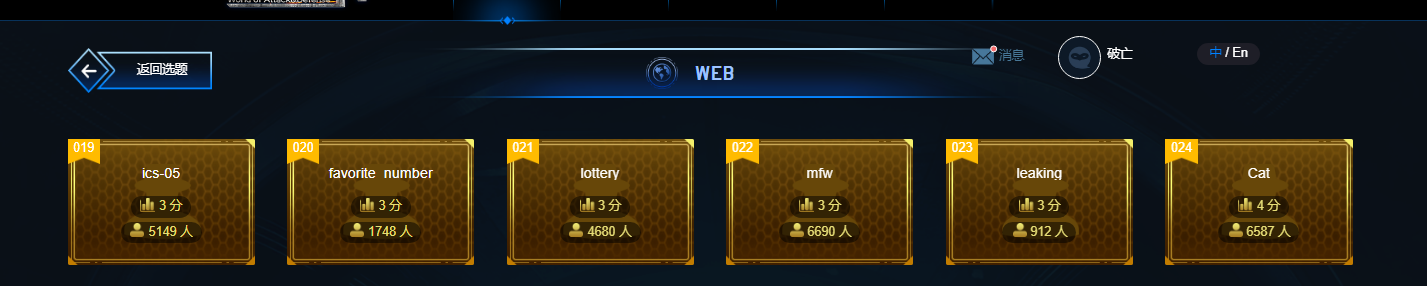 返回选题
WEB
消息
破亡
中 / En
019
020
021
022
023
024
ics-05
favorite_number
lottery
mfw
leaking
Cat
3 分
3 分
3 分
3 分
3 分
4 分
5149 人
1748 人
4680 人
6690 人
912 人
6587 人